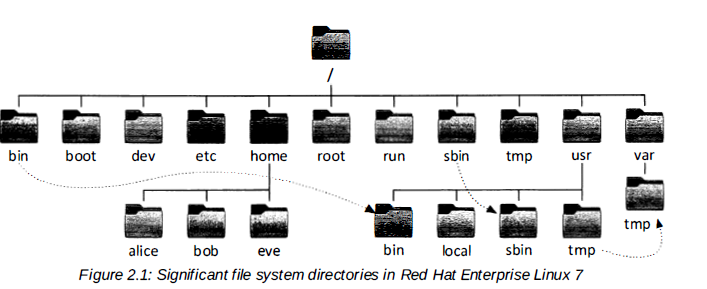 /
bin boot dev etc home root run sbin tmp usr var
tmp
alice bob eve bin local sbin tmp
Figure 2.1: Significant file system directories in Red Hat Enterprise Linux 7